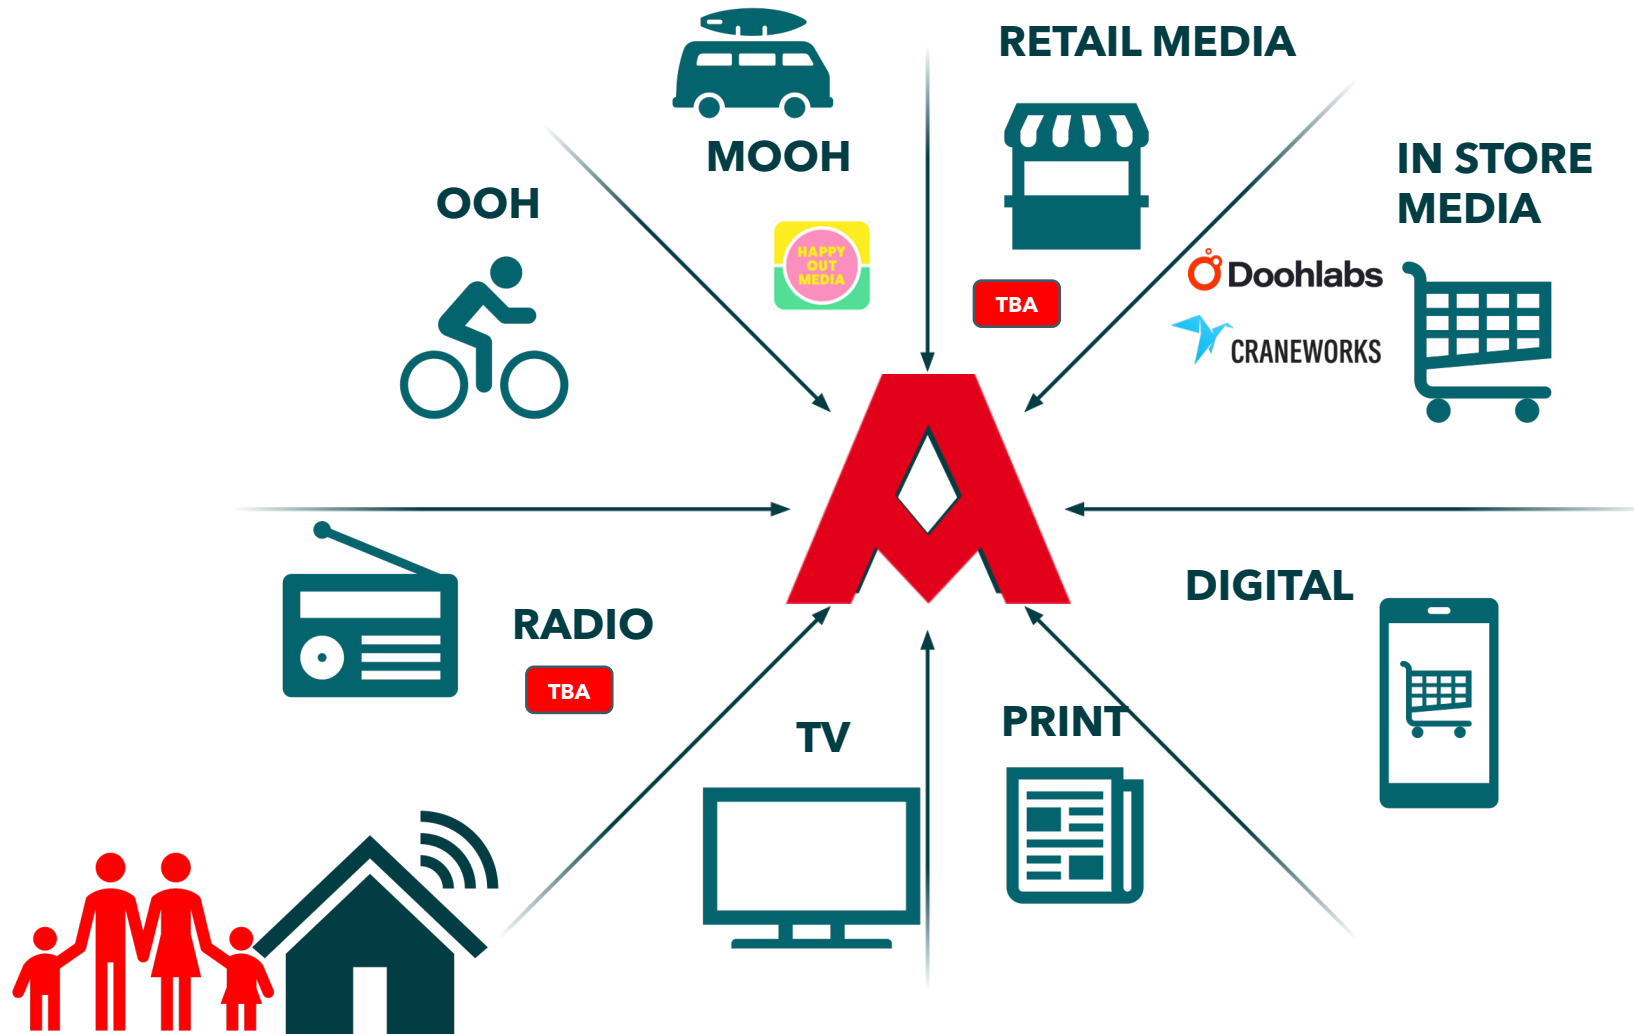 RETAIL MEDIA
MOOH
IN STORE
MEDIA
OOH
HAPPY
OUT
MEDIA
Doohlabs
TBA
CRANEWORKS
DIGITAL
RADIO
TBA
PRINT
TV